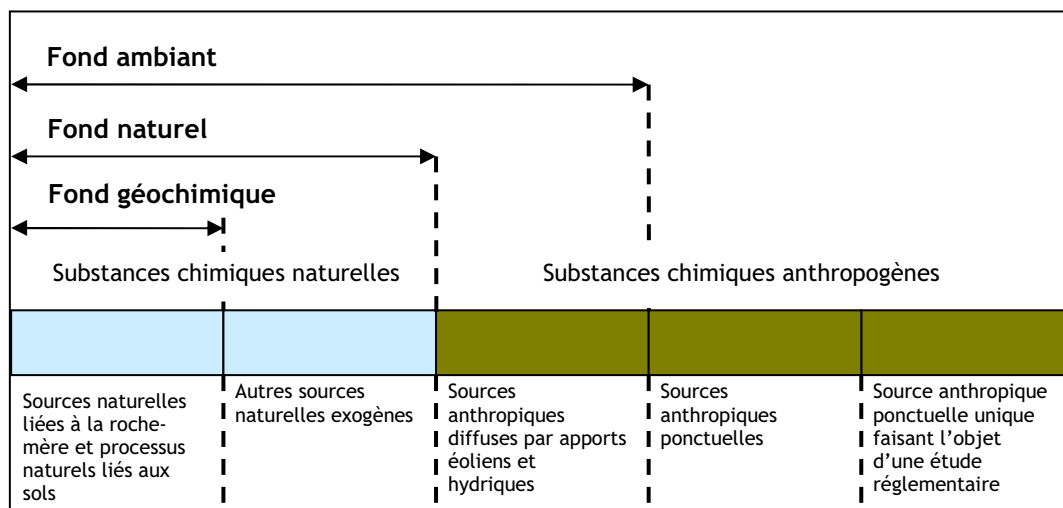 Fond ambiant
Fond naturel
Fond géochimique
Substances chimiques naturelles
Substances chimiques anthropogènes
Sources naturelles
liées à la roche-
mère et processus
naturels liés aux
sols
Autres sources
naturelles exogènes
Sources
anthropiques
diffuses par apports
éoliens et
hydriques
Sources
anthropiques
ponctuelles
Source anthropique
ponctuelle unique
faisant l’objet
d’une étude
réglementaire